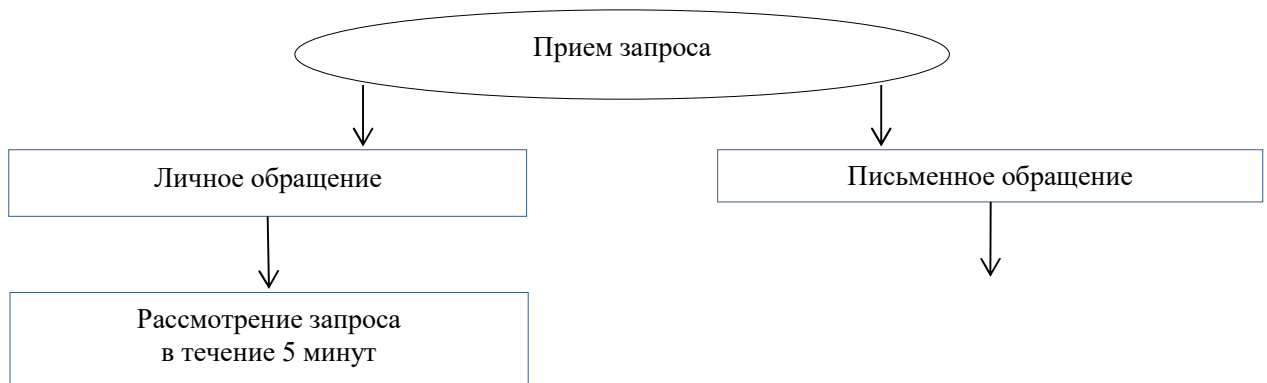 Прием запроса
Личное обращение
Письменное обращение
Рассмотрение запроса
в течение 5 минут